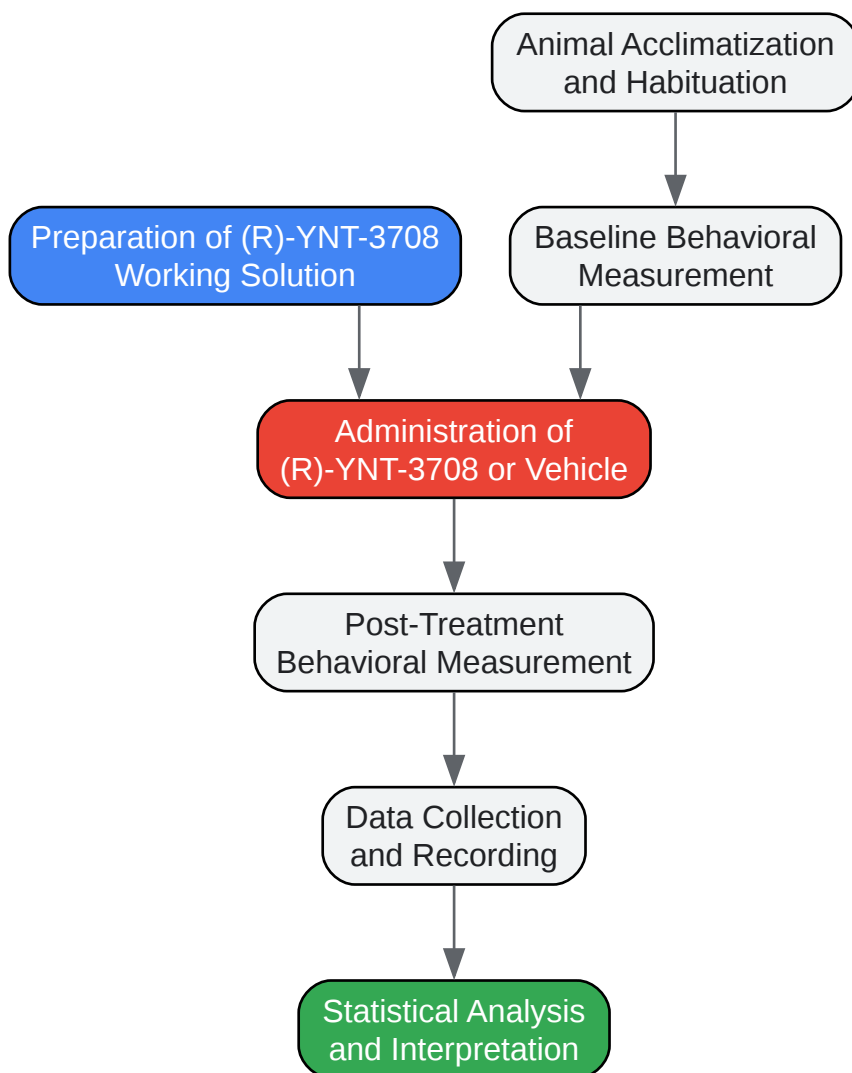 Animal Acclimatization
and Habituation
Preparation of (R)-YNT-3708
Working Solution
Baseline Behavioral
Measurement
Administration of
(R)-YNT-3708 or Vehicle
Post-Treatment
Behavioral Measurement
Data Collection
and Recording
Statistical Analysis
and Interpretation